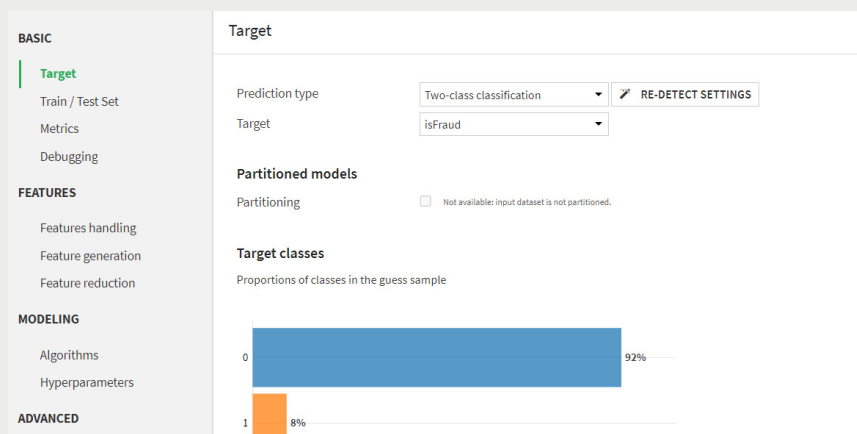 BASIC
Target
Train / Test Set
Metrics
Debugging
FEATURES
Features handling
Feature generation
Feature reduction
MODELING
Algorithms
Hyperparameters
ADVANCED
Target
Prediction type
Two-class classification
RE-DETECT SETTINGS
Target
isFraud
Partitioned models
Partitioning
Not available: input dataset is not partitioned.
Target classes
Proportions of classes in the guess sample
0
92%
1
8%